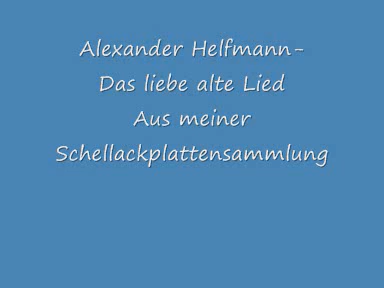 Alexander Helfmann-
Das liebe alte Lied
Aus meiner
Schellackplattensammlung